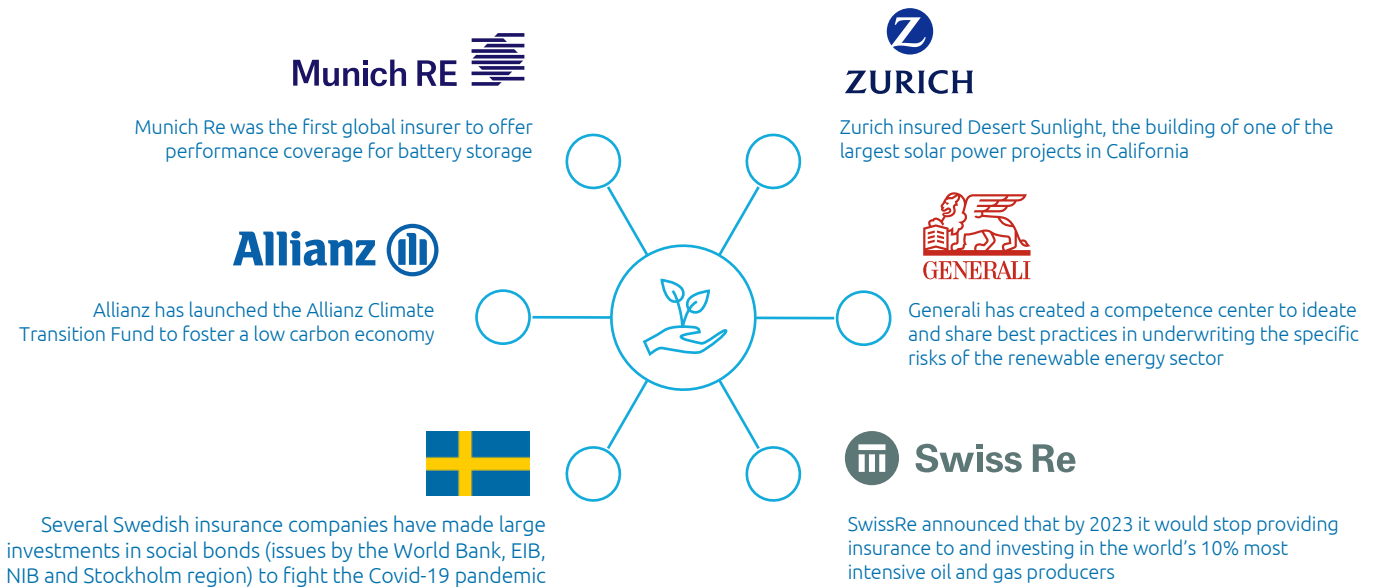 Munich RE
Munich Re was the first global insurer to offer
performance coverage for battery storage
Z
ZURICH
Zurich insured Desert Sunlight, the building of one of the
largest solar power projects in California
Allianz
Allianz has launched the Allianz Climate
Transition Fund to foster a low carbon economy
GENERALI
Generali has created a competence center to ideate
and share best practices in underwriting the specific
risks of the renewable energy sector
Several Swedish insurance companies have made large
investments in social bonds (issues by the World Bank, EIB,
NIB and Stockholm region) to fight the Covid-19 pandemic
Swiss Re
SwissRe announced that by 2023 it would stop providing
insurance to and investing in the world's 10% most
intensive oil and gas producers